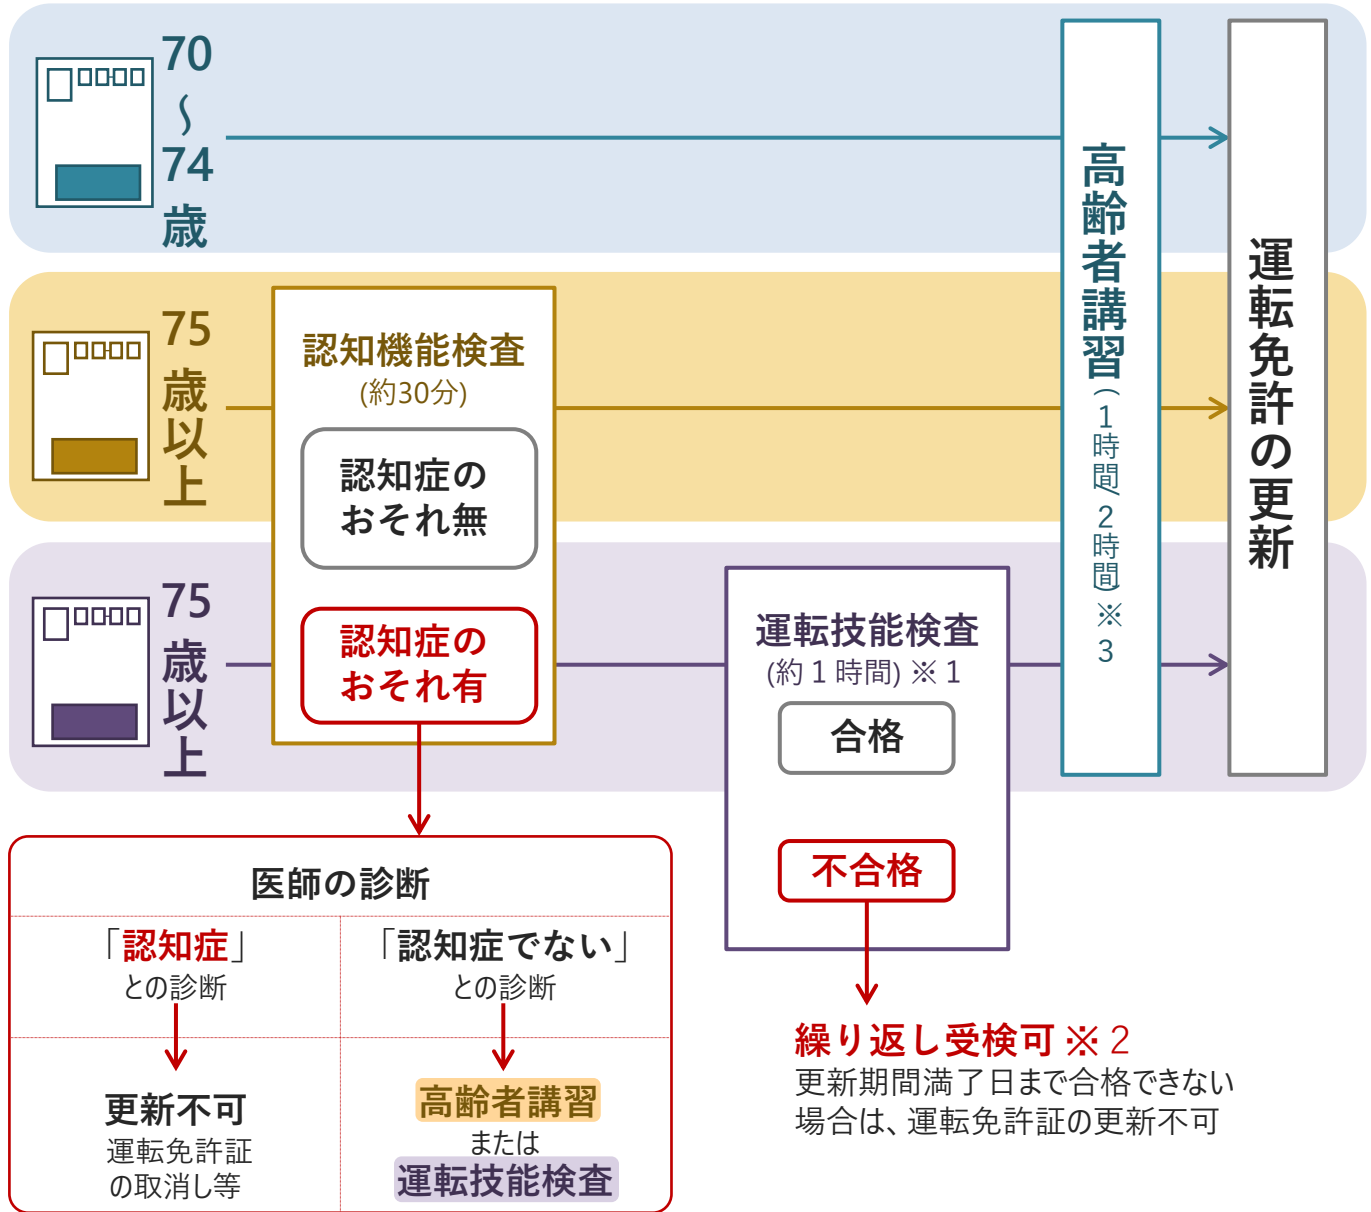 70～74歳
75歳以上
認知機能検査
(約30分)
認知症の
おそれ無
認知症の
おそれ有
75歳以上
運転技能検査
(約１時間) ※１
合格
不合格
高齢者講習(１時間/２時間)※３
運転免許の更新
医師の診断
「認知症」
との診断
更新不可
運転免許証
の取消し等
「認知症でない」
との診断
高齢者講習
または
運転技能検査
繰り返し受検可※２
更新期間満了日まで合格できない
場合は、運転免許証の更新不可